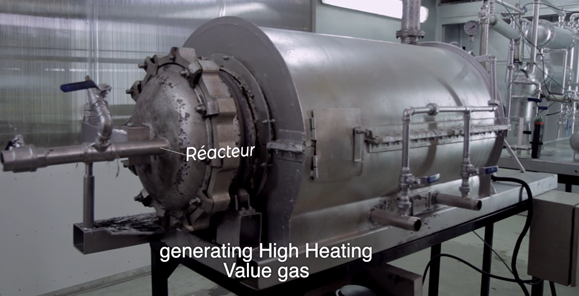 Réacteur
generating High Heating
Value gas